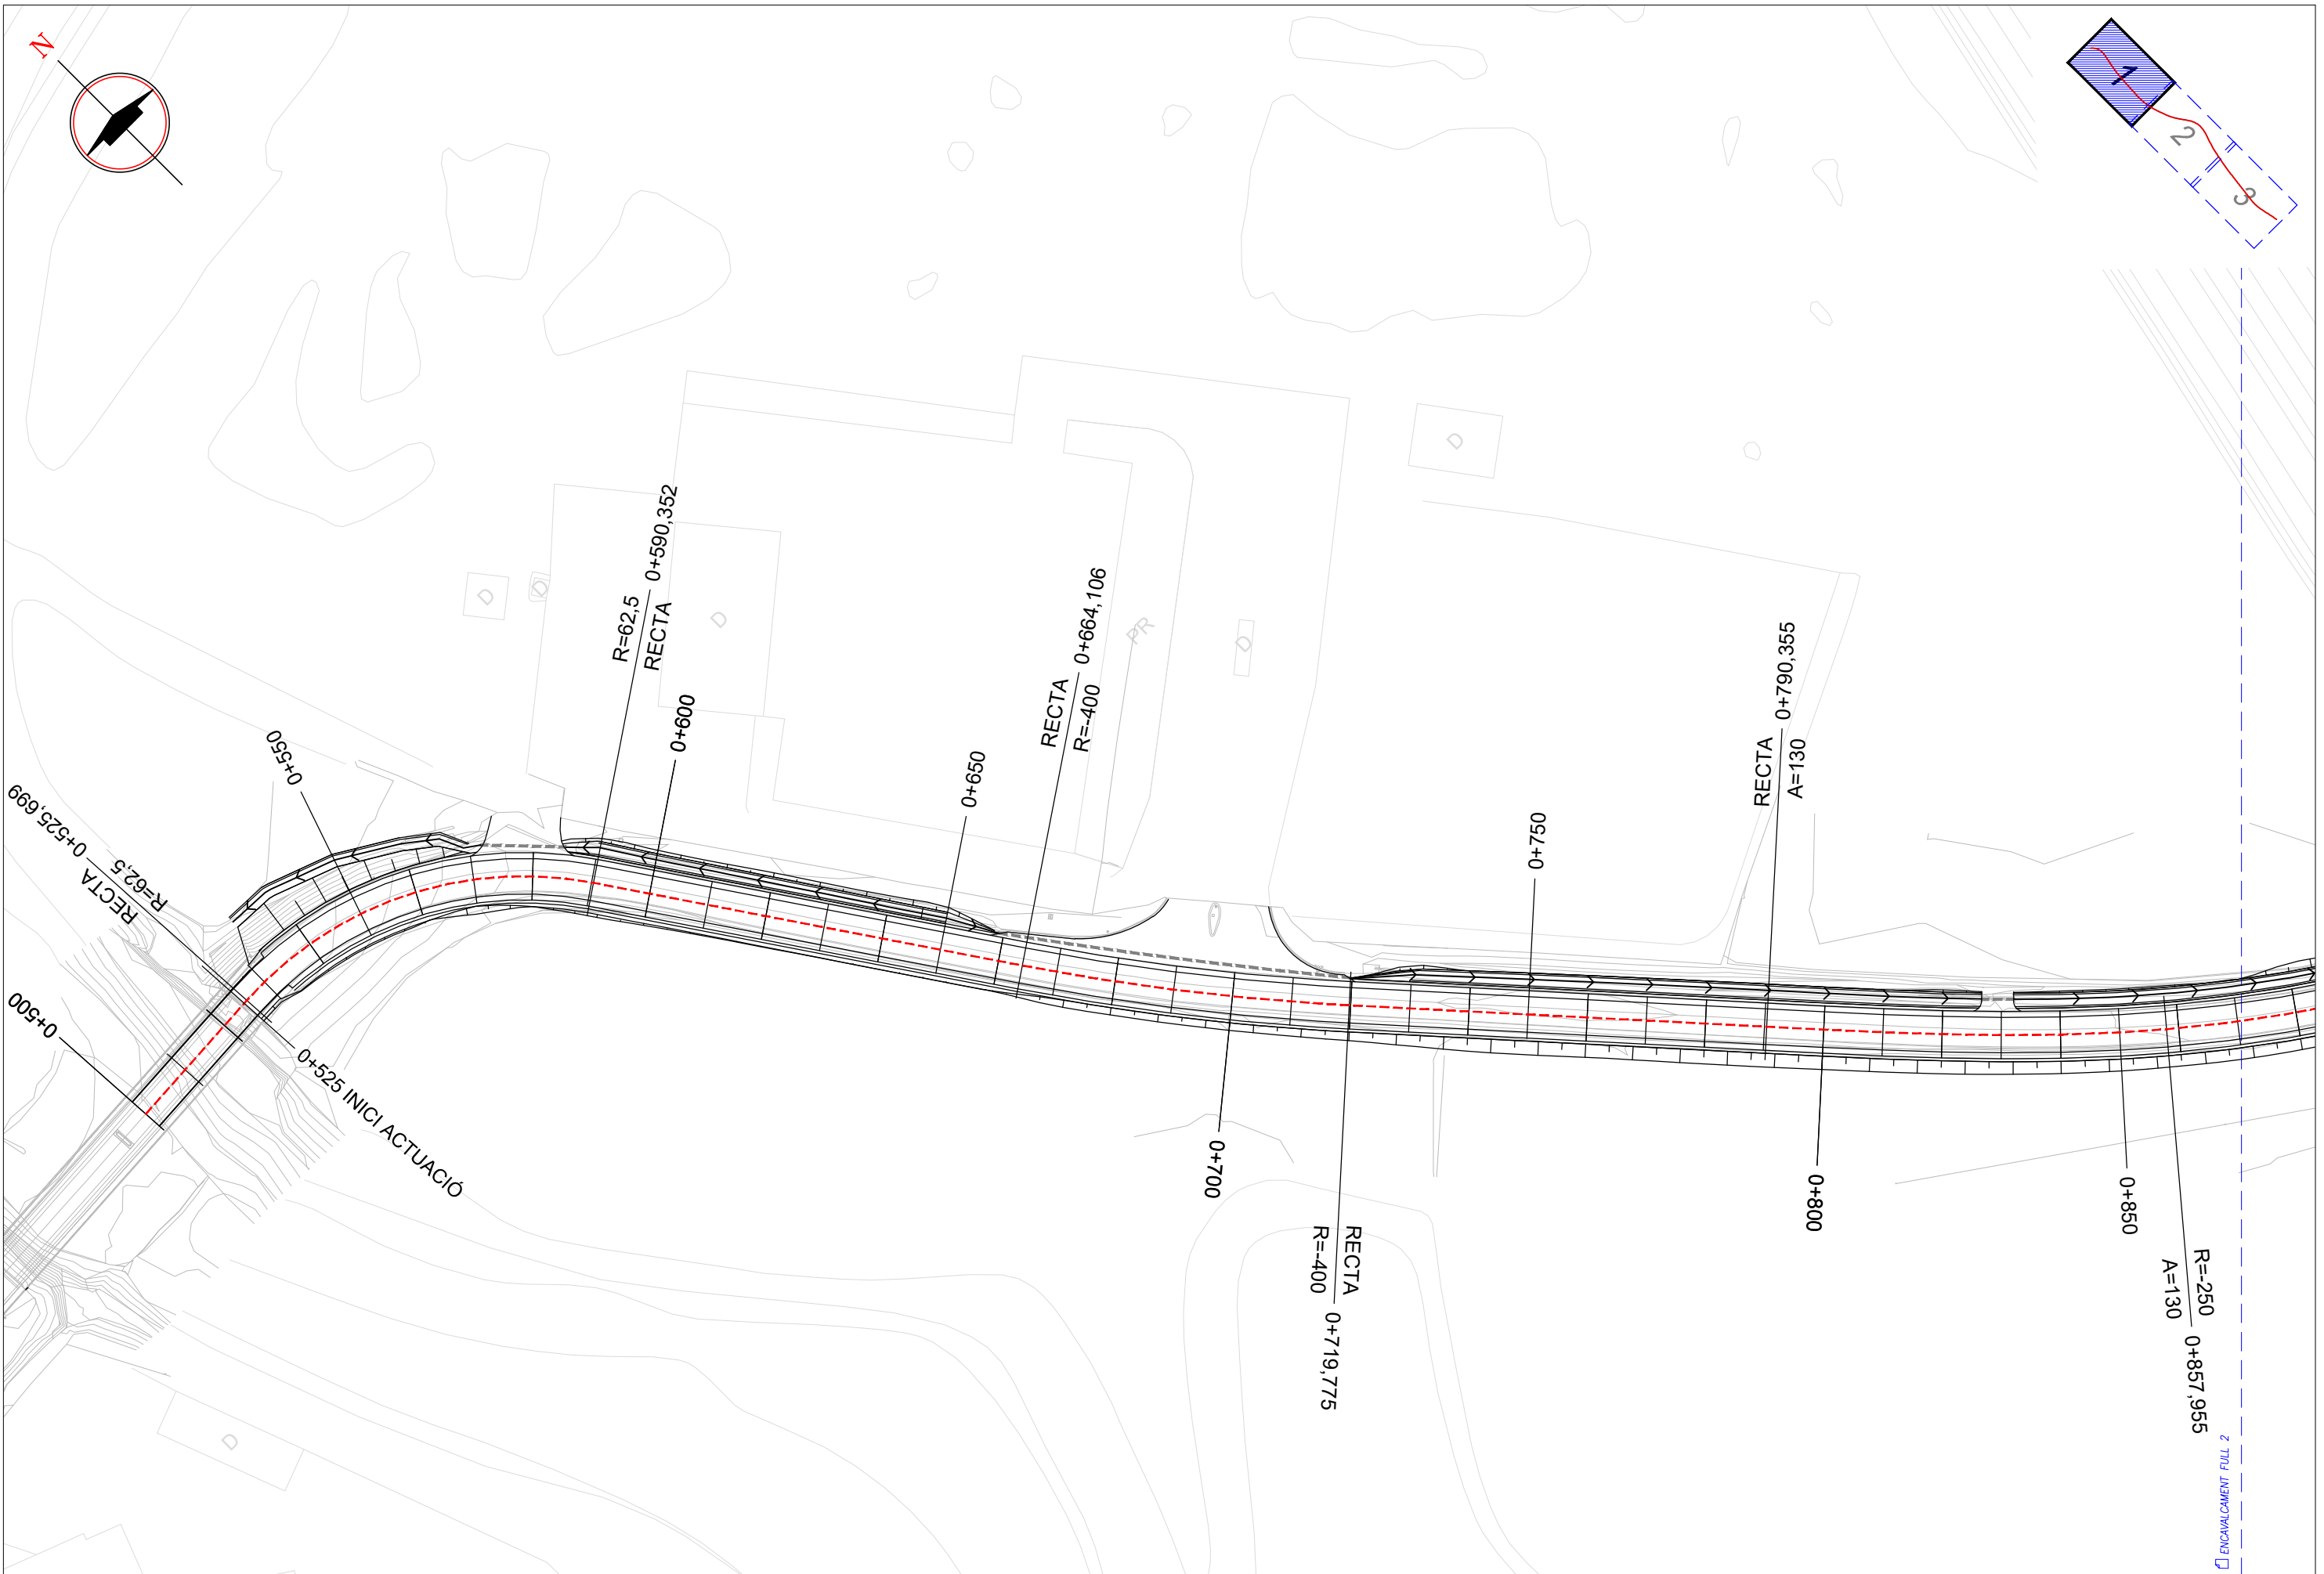 N
1
2
3
D
R=62,5 0+590,352
RECTA
D
D
D
PR
D
RECTA 0+664,106
R=-400
0+600
0+650
0+550
RECTA 0+790,355
A=130
0+750
0+525,699
R=62,5
RECTA
0+500
0+525 INICI ACTUACIÓ
0+700
0+800
0+850
RECTA
R=-400 0+719,775
R=-250
A=130 0+857,955
D
ENCAVALCAMENT FULL 2